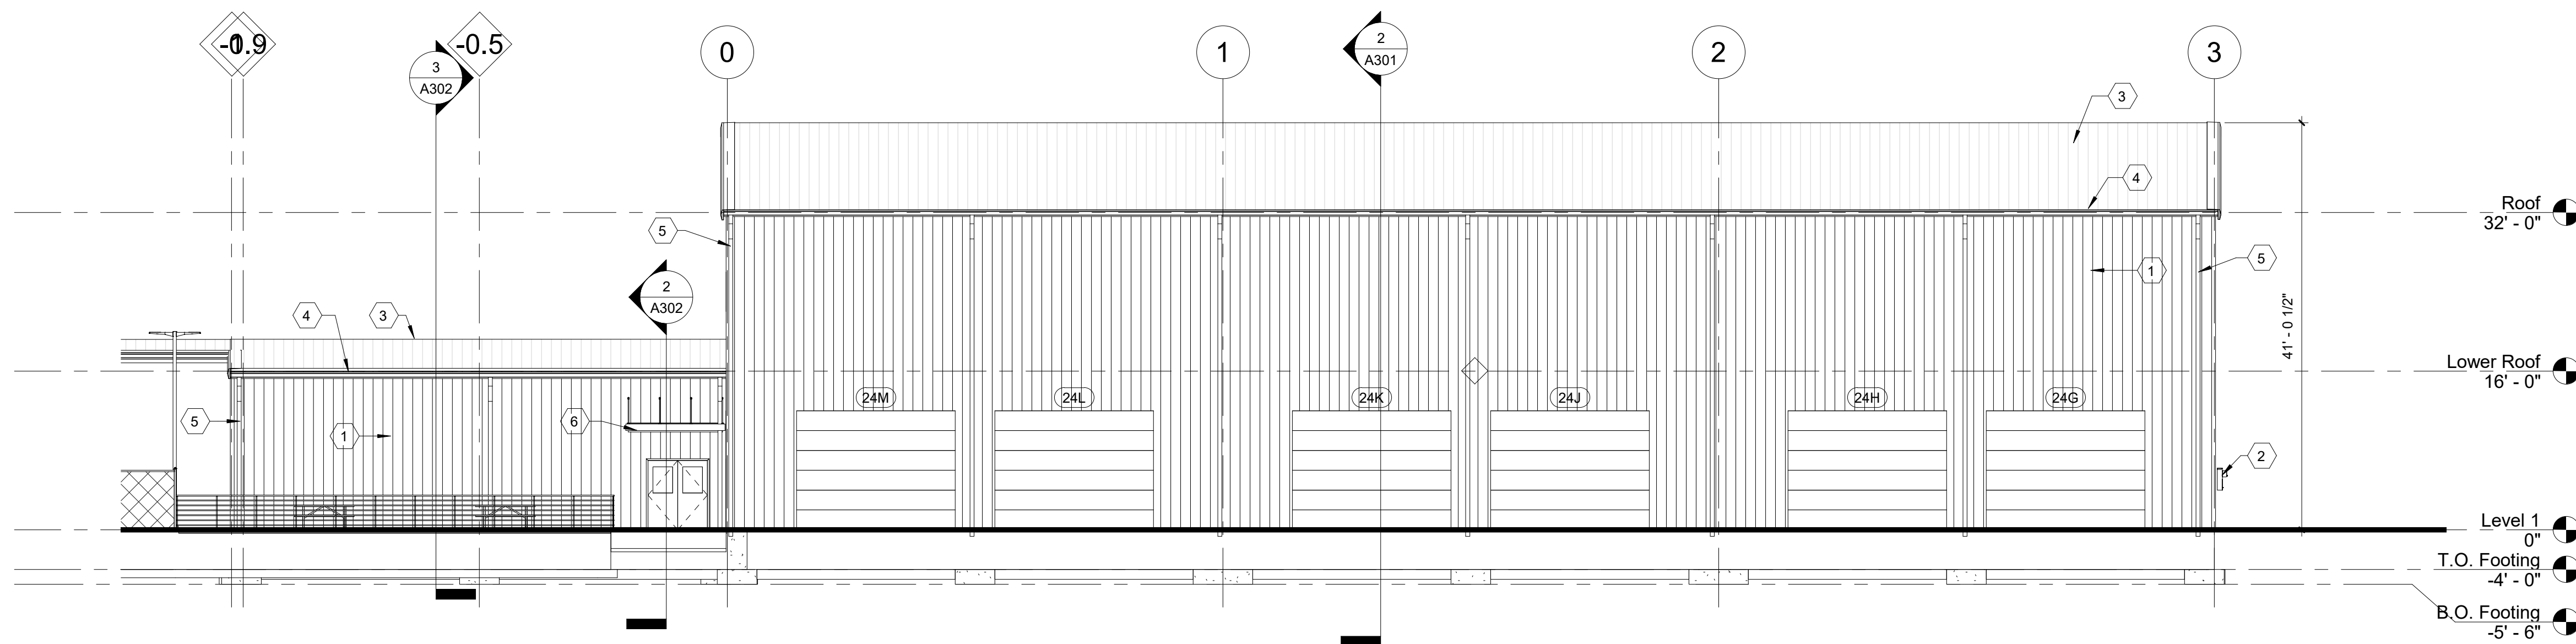 -0.5
0
1
2
3
3
A302
2
A301
3
4
Roof
32' - 0"
5
5
1
2
A302
41' - 0 1/2"
4
3
Lower Roof
16' - 0"
24M
24L
24K
24J
24H
24G
5
1
6
2
Level 1
0"
T.O. Footing
-4' - 0"
B.O. Footing
-5' - 6"